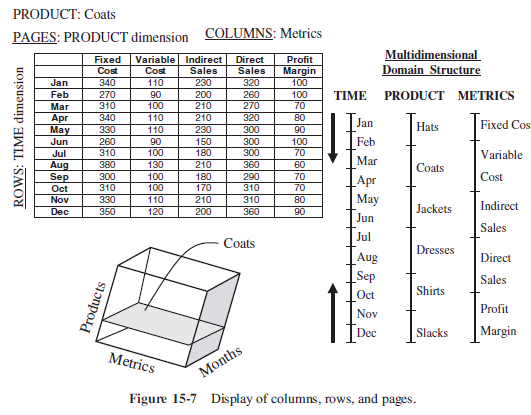 PRODUCT: Coats
PAGES: PRODUCT dimension
COLUMNS: Metrics
ROWS: TIME dimension
Fixed Cost Variable Cost Indirect Sales Direct Sales Profit Margin
Jan 340 110 230 320 100
Feb 270 90 200 260 100
Mar 310 100 210 270 70
Apr 340 110 210 320 80
May 330 110 230 300 90
Jun 260 90 150 300 100
Jul 310 100 180 300 70
Aug 380 130 210 360 60
Sep 300 100 180 290 70
Oct 310 100 170 310 70
Nov 330 110 210 310 80
Dec 350 120 200 360 90
Multidimensional
Domain Structure
TIME PRODUCT METRICS
Jan
Feb
Mar
Apr
May
Jun
Jul
Aug
Sep
Oct
Nov
Dec
Hats
Coats
Jackets
Dresses
Shirts
Slacks
Fixed Cos
Variable
Cost
Indirect
Sales
Direct
Sales
Profit
Margin
Coats
Products
Metrics
Months
Figure 15-7 Display of columns, rows, and pages.